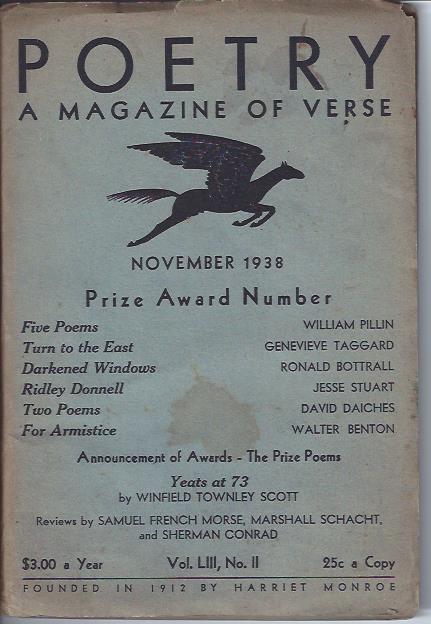 POETRY
A MAGAZINE OF VERSE
NOVEMBER 1938
Prize Award Number
Five Poems WILLIAM PILLIN
Turn to the East GENEVIEVE TAGGARD
Darkened Windows RONALD BOTTRALL
Ridley Donnell JESSE STUART
Two Poems DAVID DAICHES
For Armistice WALTER BENTON
Announcement of Awards - The Prize Poems
Yeats at 73
by WINFIELD TOWNLEY SCOTT
Reviews by SAMUEL FRENCH MORSE, MARSHALL SCHACHT,
and SHERMAN CONRAD
$3.00 a Year Vol. LIII, No. II 25c a Copy
FOUNDED IN 1912 BY HARRIET MONROE